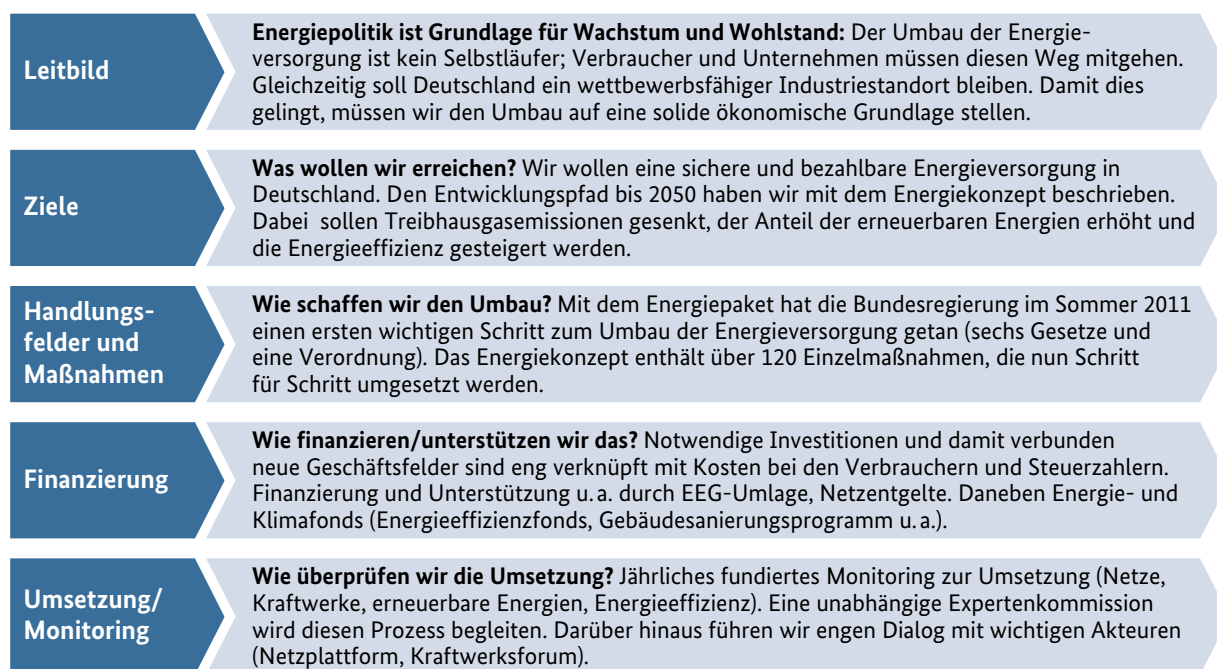 Leitbild
Energiepolitik ist Grundlage für Wachstum und Wohlstand: Der Umbau der Energie-
versorgung ist kein Selbstläufer; Verbraucher und Unternehmen müssen diesen Weg mitgehen.
Gleichzeitig soll Deutschland ein wettbewerbsfähiger Industriestandort bleiben. Damit dies
gelingt, müssen wir den Umbau auf eine solide ökonomische Grundlage stellen.
Ziele
Was wollen wir erreichen? Wir wollen eine sichere und bezahlbare Energieversorgung in
Deutschland. Den Entwicklungspfad bis 2050 haben wir mit dem Energiekonzept beschrieben.
Dabei sollen Treibhausgasemissionen gesenkt, der Anteil der erneuerbaren Energien erhöht und
die Energieeffizienz gesteigert werden.
Handlungs-
felder und
Maßnahmen
Wie schaffen wir den Umbau? Mit dem Energiepaket hat die Bundesregierung im Sommer 2011
einen ersten wichtigen Schritt zum Umbau der Energieversorgung getan (sechs Gesetze und
eine Verordnung). Das Energiekonzept enthält über 120 Einzelmaßnahmen, die nun Schritt
für Schritt umgesetzt werden.
Finanzierung
Wie finanzieren/unterstützen wir das? Notwendige Investitionen und damit verbunden
neue Geschäftsfelder sind eng verknüpft mit Kosten bei den Verbrauchern und Steuerzahlern.
Finanzierung und Unterstützung u. a. durch EEG-Umlage, Netzentgelte. Daneben Energie- und
Klimafonds (Energieeffizienzfonds, Gebäudesanierungsprogramm u. a.).
Umsetzung/
Monitoring
Wie überprüfen wir die Umsetzung? Jährliches fundiertes Monitoring zur Umsetzung (Netze,
Kraftwerke, erneuerbare Energien, Energieeffizienz). Eine unabhängige Expertenkommission
wird diesen Prozess begleiten. Darüber hinaus führen wir engen Dialog mit wichtigen Akteuren
(Netzplattform, Kraftwerksforum).